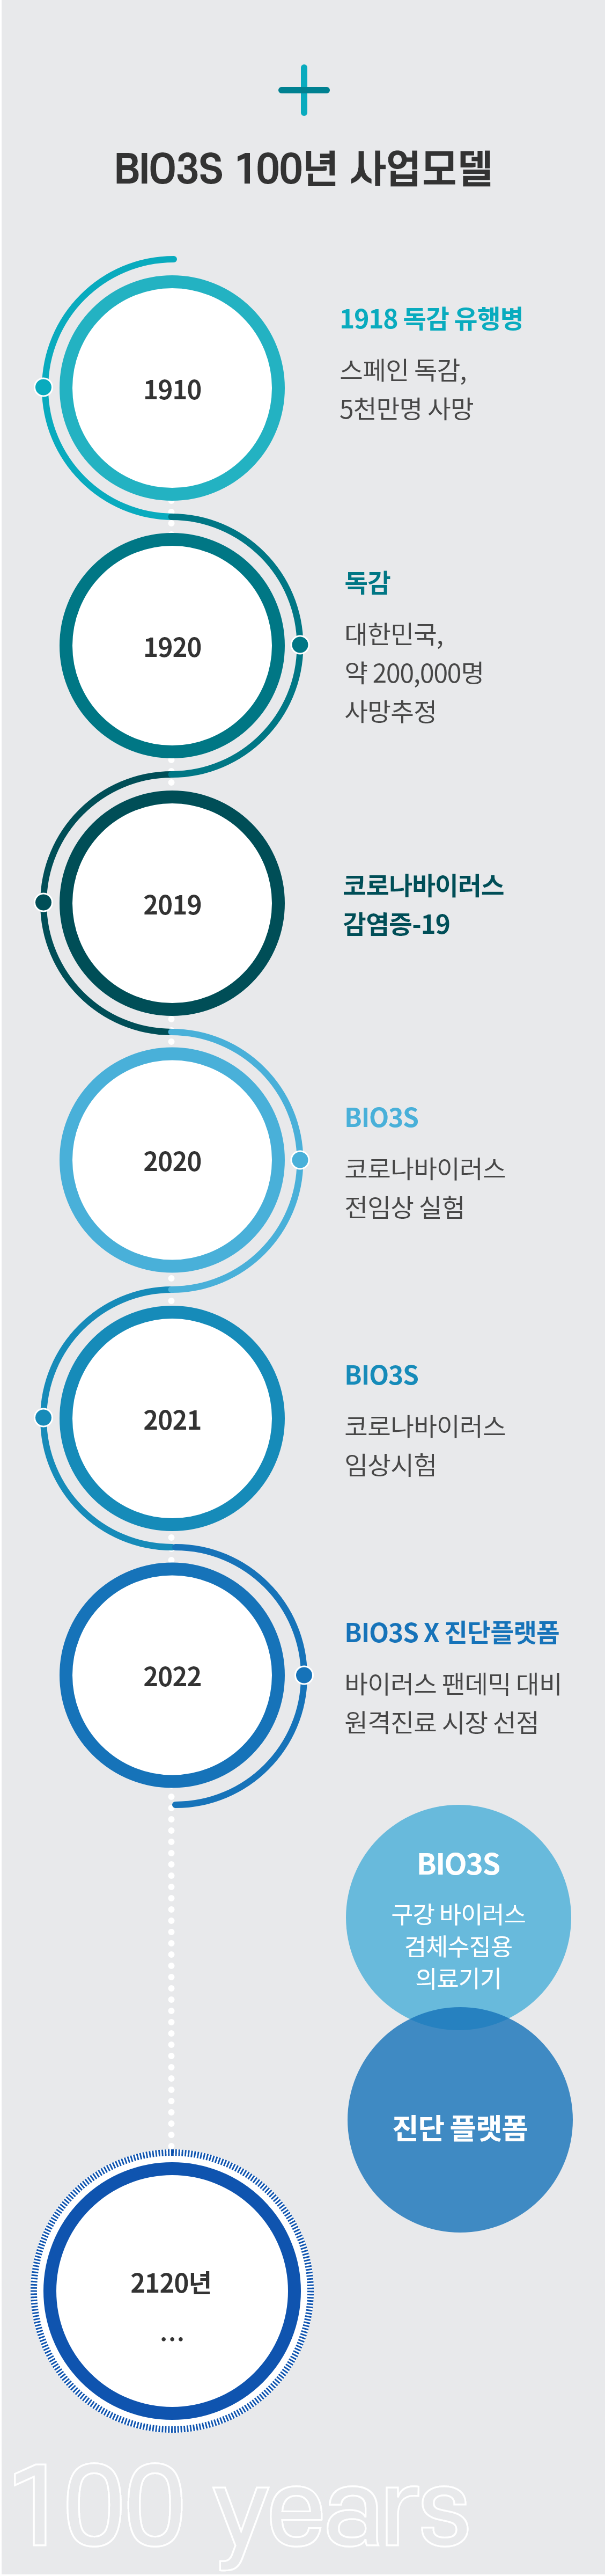 BIO3S 100년 사업모델
1910
1918 독감 유행병
스페인 독감,
5천만명 사망
1920
독감
대한민국,
약 200,000명
사망추정
2019
코로나바이러스
감염증-19
2020
BIO3S
코로나바이러스
전임상 실험
2021
BIO3S
코로나바이러스
임상시험
2022
BIO3S X 진단플랫폼
바이러스 팬데믹 대비
원격진료 시장 선점
BIO3S
구강 바이러스
검체수집용
의료기기
진단 플랫폼
2120년
...
100 years